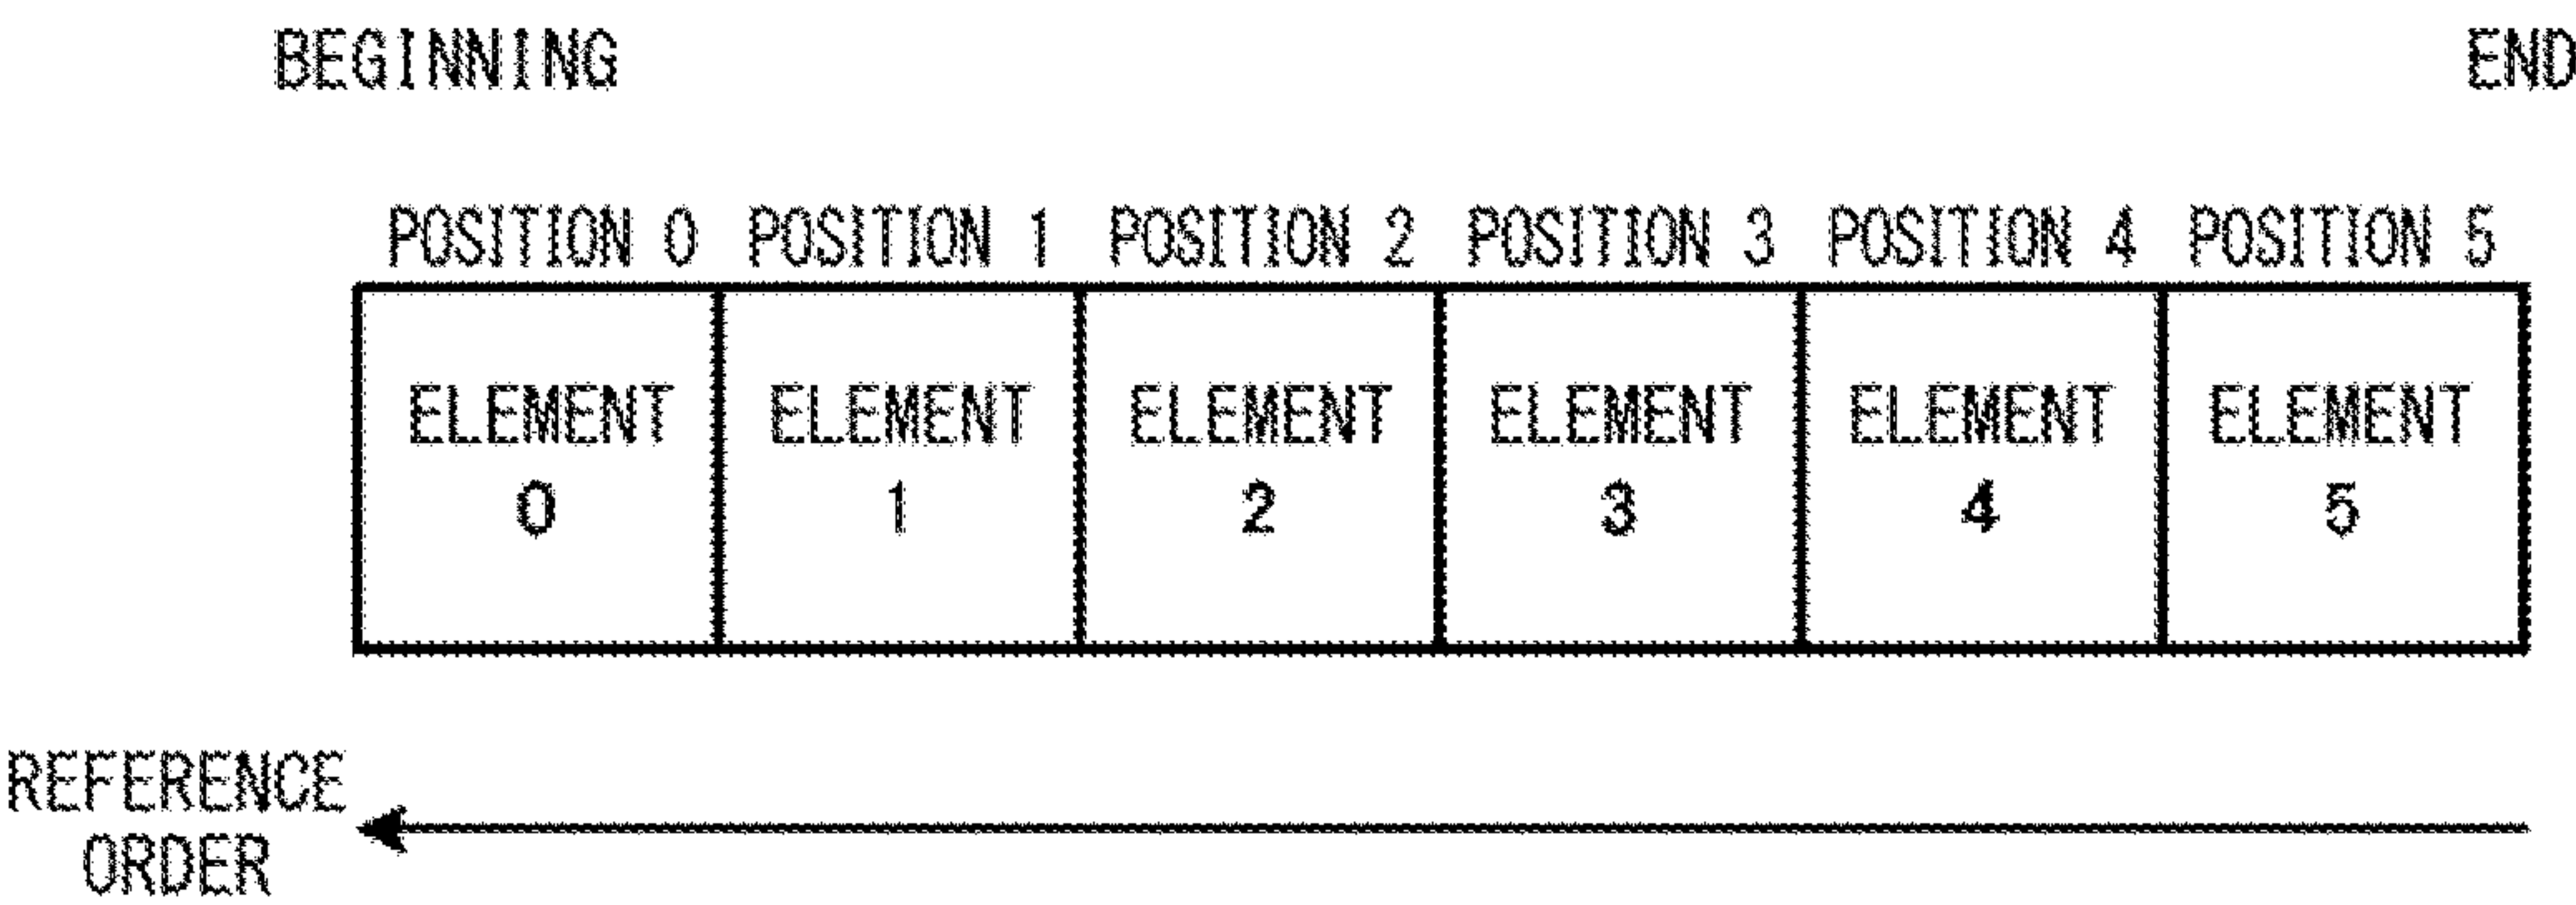 BEGINNING END
POSITION 0 POSITION 1 POSITION 2 POSITION 3 POSITION 4 POSITION 5
ELEMENT ELEMENT ELEMENT ELEMENT ELEMENT ELEMENT
0 1 2 3 4 5
REFERENCE
ORDER